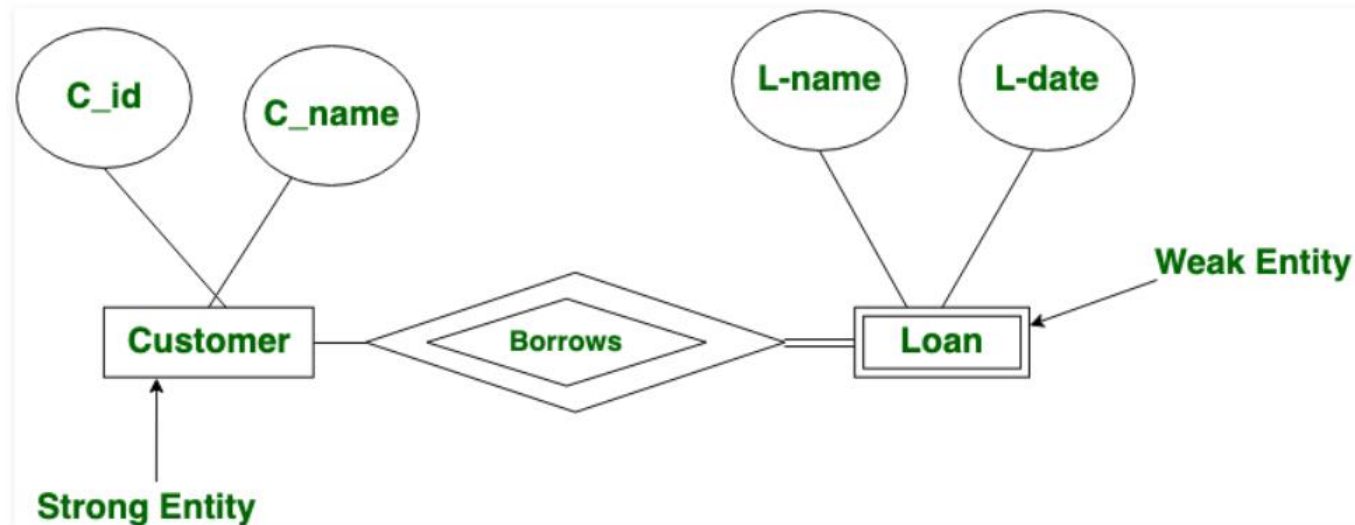 C_id
C_name
L-name
L-date
Weak Entity
Customer
Borrows
Loan
Strong Entity